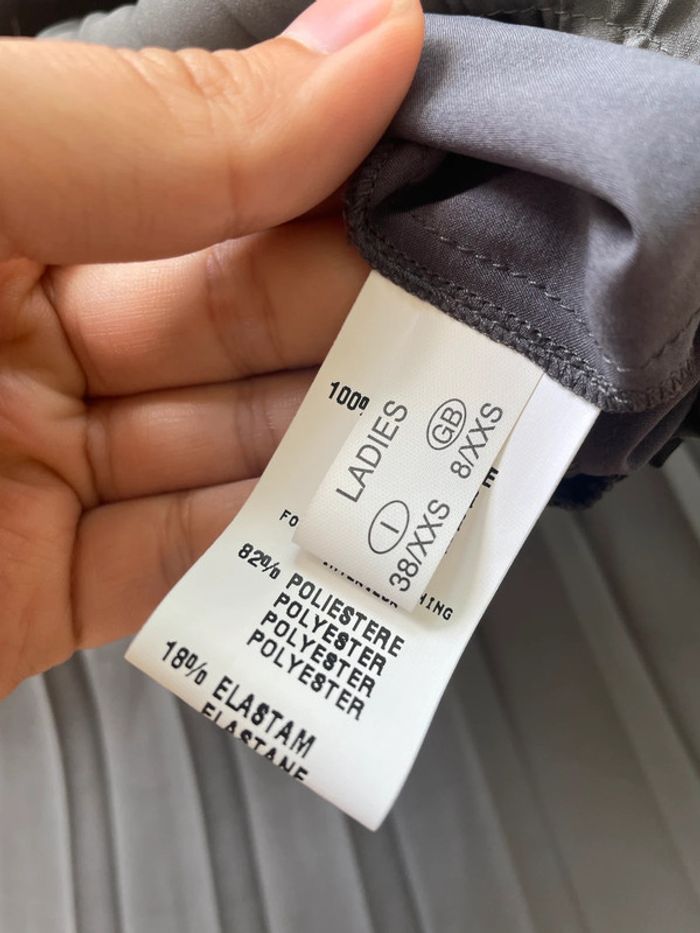 LADIES
GB
8/XXS
I
38/XXS
100%
FO
82% POLIESTERE
POLYESTER
POLYESTER
POLYESTER
18% ELASTAM
ELASTANE